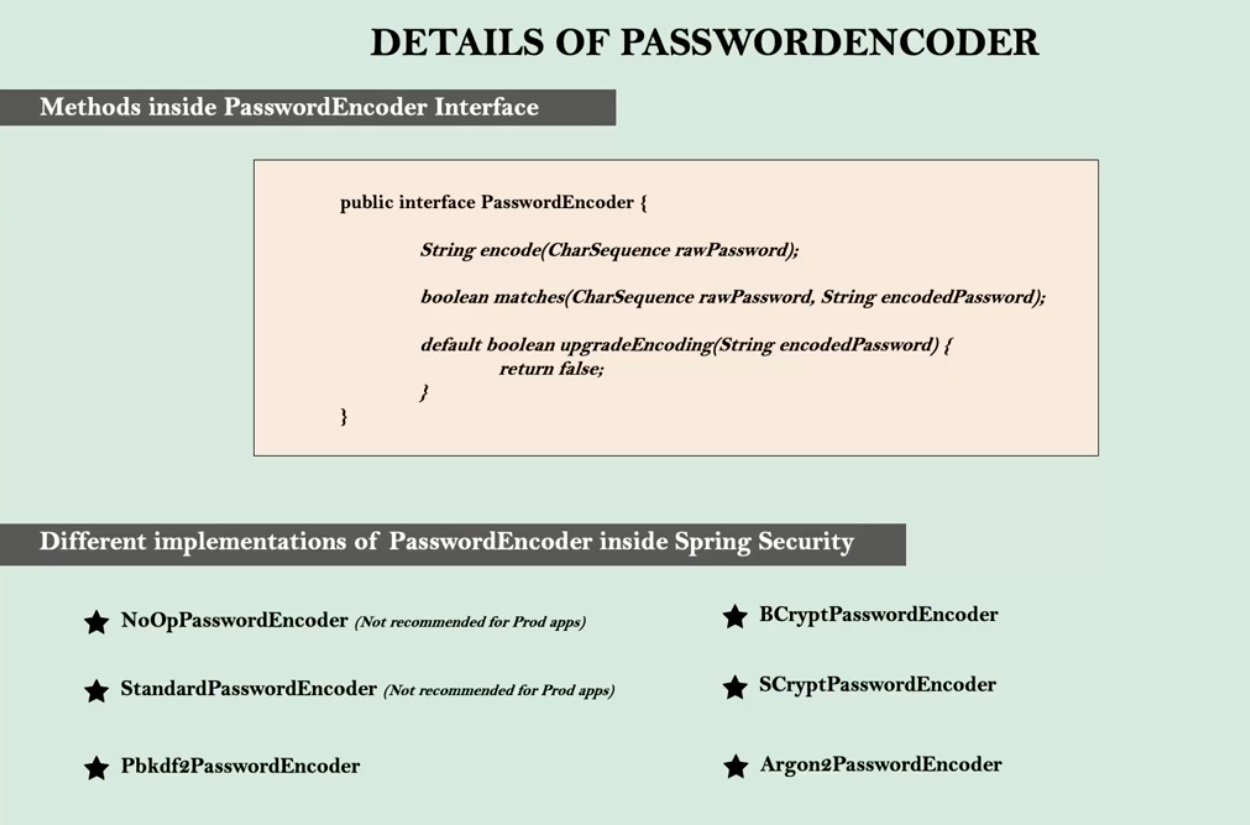 DETAILS OF PASSWORDENCODER
Methods inside PasswordEncoder Interface
public interface PasswordEncoder {
String encode(CharSequence rawPassword);
boolean matches(CharSequence rawPassword, String encodedPassword);
default boolean upgradeEncoding(String encodedPassword) {
return false;
}
}
Different implementations of PasswordEncoder inside Spring Security
NoOpPasswordEncoder (Not recommended for Prod apps)
StandardPasswordEncoder (Not recommended for Prod apps)
Pbkdf2PasswordEncoder
BCryptPasswordEncoder
SCryptPasswordEncoder
Argon2PasswordEncoder